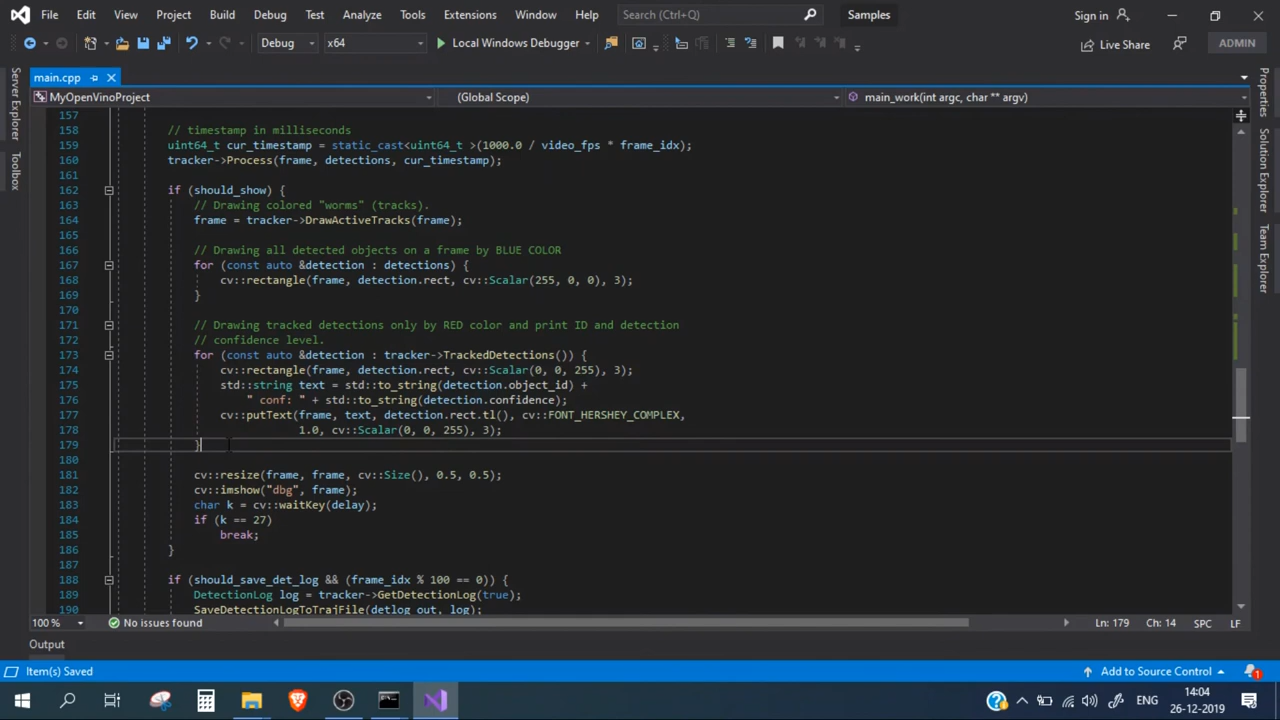 File Edit View Project Build Debug Test Analyze Tools Extensions Window Help Search (Ctrl+Q) Samples Sign in
Debug x64 Local Windows Debugger Live Share ADMIN
main.cpp
MyOpenVinoProject (Global Scope) main_work(int argc, char ** argv)
Server Explorer
Toolbox
Properties
Solution Explorer
Team Explorer
157
158 // timestamp in milliseconds
159 uint64_t cur_timestamp = static_cast<uint64_t >(1000.0 / video_fps * frame_idx);
160 tracker->Process(frame, detections, cur_timestamp);
161
162 if (should_show) {
163 // Drawing colored "worms" (tracks).
164 frame = tracker->DrawActiveTracks(frame);
165
166 // Drawing all detected objects on a frame by BLUE COLOR
167 for (const auto &detection : detections) {
168 cv::rectangle(frame, detection.rect, cv::Scalar(255, 0, 0), 3);
169 }
170
171 // Drawing tracked detections only by RED color and print ID and detection
172 // confidence level.
173 for (const auto &detection : tracker->TrackedDetections()) {
174 cv::rectangle(frame, detection.rect, cv::Scalar(0, 0, 255), 3);
175 std::string text = std::to_string(detection.object_id) +
176 " conf: " + std::to_string(detection.confidence);
177 cv::putText(frame, text, detection.rect.tl(), cv::FONT_HERSHEY_COMPLEX,
178 1.0, cv::Scalar(0, 0, 255), 3);
179 }
180
181 cv::resize(frame, frame, cv::Size(), 0.5, 0.5);
182 cv::imshow("dbg", frame);
183 char k = cv::waitKey(delay);
184 if (k == 27)
185 break;
186 }
187
188 if (should_save_det_log && (frame_idx % 100 == 0)) {
189 DetectionLog log = tracker->GetDetectionLog(true);
190 SaveDetectionLogToTrajFile(detlog_out, log);
100 % No issues found Ln: 179 Ch: 14 SPC LF
Output
Item(s) Saved Add to Source Control 1
ENG 14:04
26-12-2019